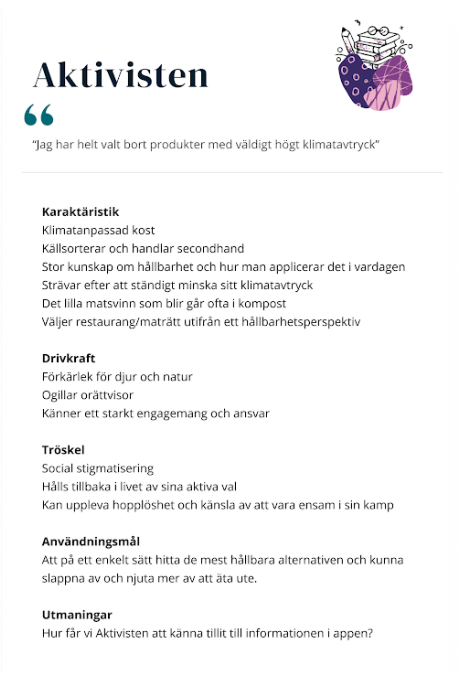 Aktivisten
“Jag har helt valt bort produkter med väldigt högt klimatavtryck”
Karaktäristik
Klimatanpassad kost
Källsorterar och handlar secondhand
Stor kunskap om hållbarhet och hur man applicerar det i vardagen
Strävar efter att ständigt minska sitt klimatavtryck
Det lilla matsvinn som blir går ofta i kompost
Väljer restaurang/maträtt utifrån ett hållbarhetsperspektiv
Drivkraft
Förkärlek för djur och natur
Ogillar orättvisor
Känner ett starkt engagemang och ansvar
Tröskel
Social stigmatisering
Hålls tillbaka i livet av sina aktiva val
Kan uppleva hopplöshet och känsla av att vara ensam i sin kamp
Användningsmål
Att på ett enkelt sätt hitta de mest hållbara alternativen och kunna
slappna av och njuta mer av att äta ute.
Utmaningar
Hur får vi Aktivisten att känna tillit till informationen i appen?